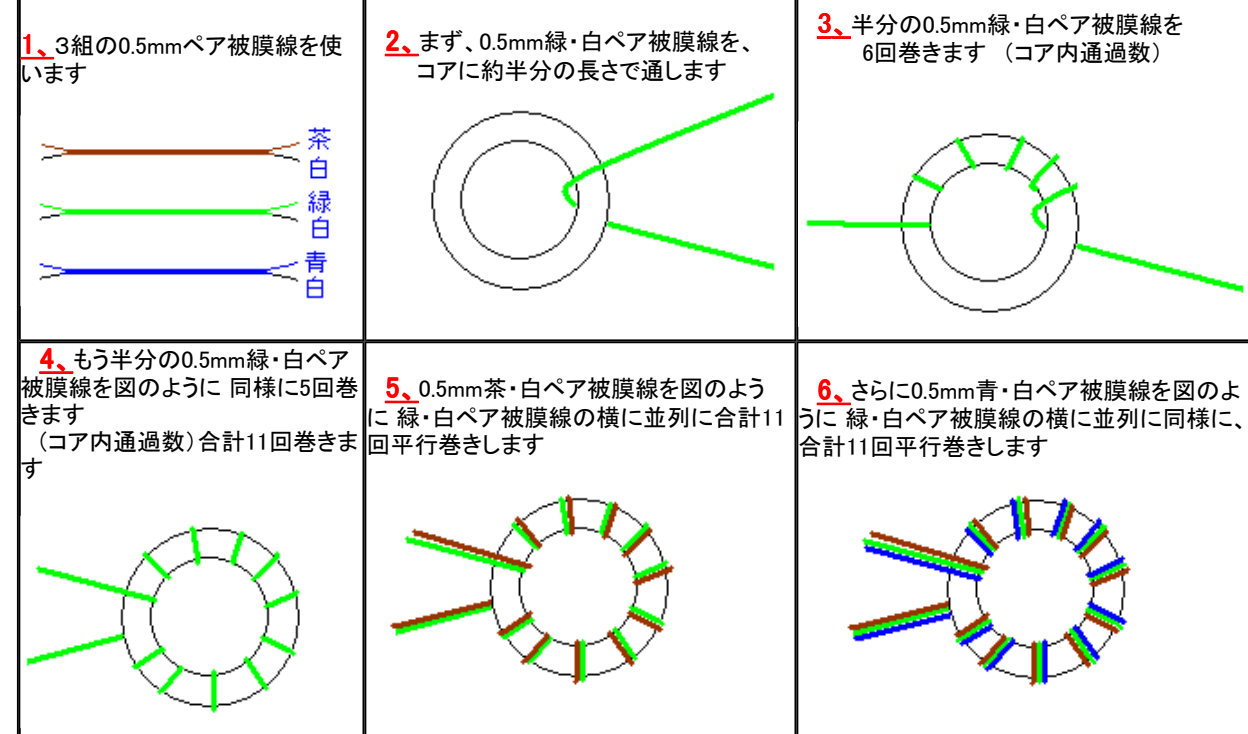 1、３組の0.5mmペア被膜線を使
います
茶
白
緑
白
青
白
2、まず、0.5mm緑・白ペア被膜線を、
コアに約半分の長さで通します
3、半分の0.5mm緑・白ペア被膜線を
6回巻きます （コア内通過数）
4、もう半分の0.5mm緑・白ペア
被膜線を図のように 同様に5回巻
きます
（コア内通過数）合計11回巻きま
す
5、0.5mm茶・白ペア被膜線を図のよう
に 緑・白ペア被膜線の横に並列に合計11
回平行巻きします
6、さらに0.5mm青・白ペア被膜線を図のよ
うに 緑・白ペア被膜線の横に並列に同様に、
合計11回平行巻きします